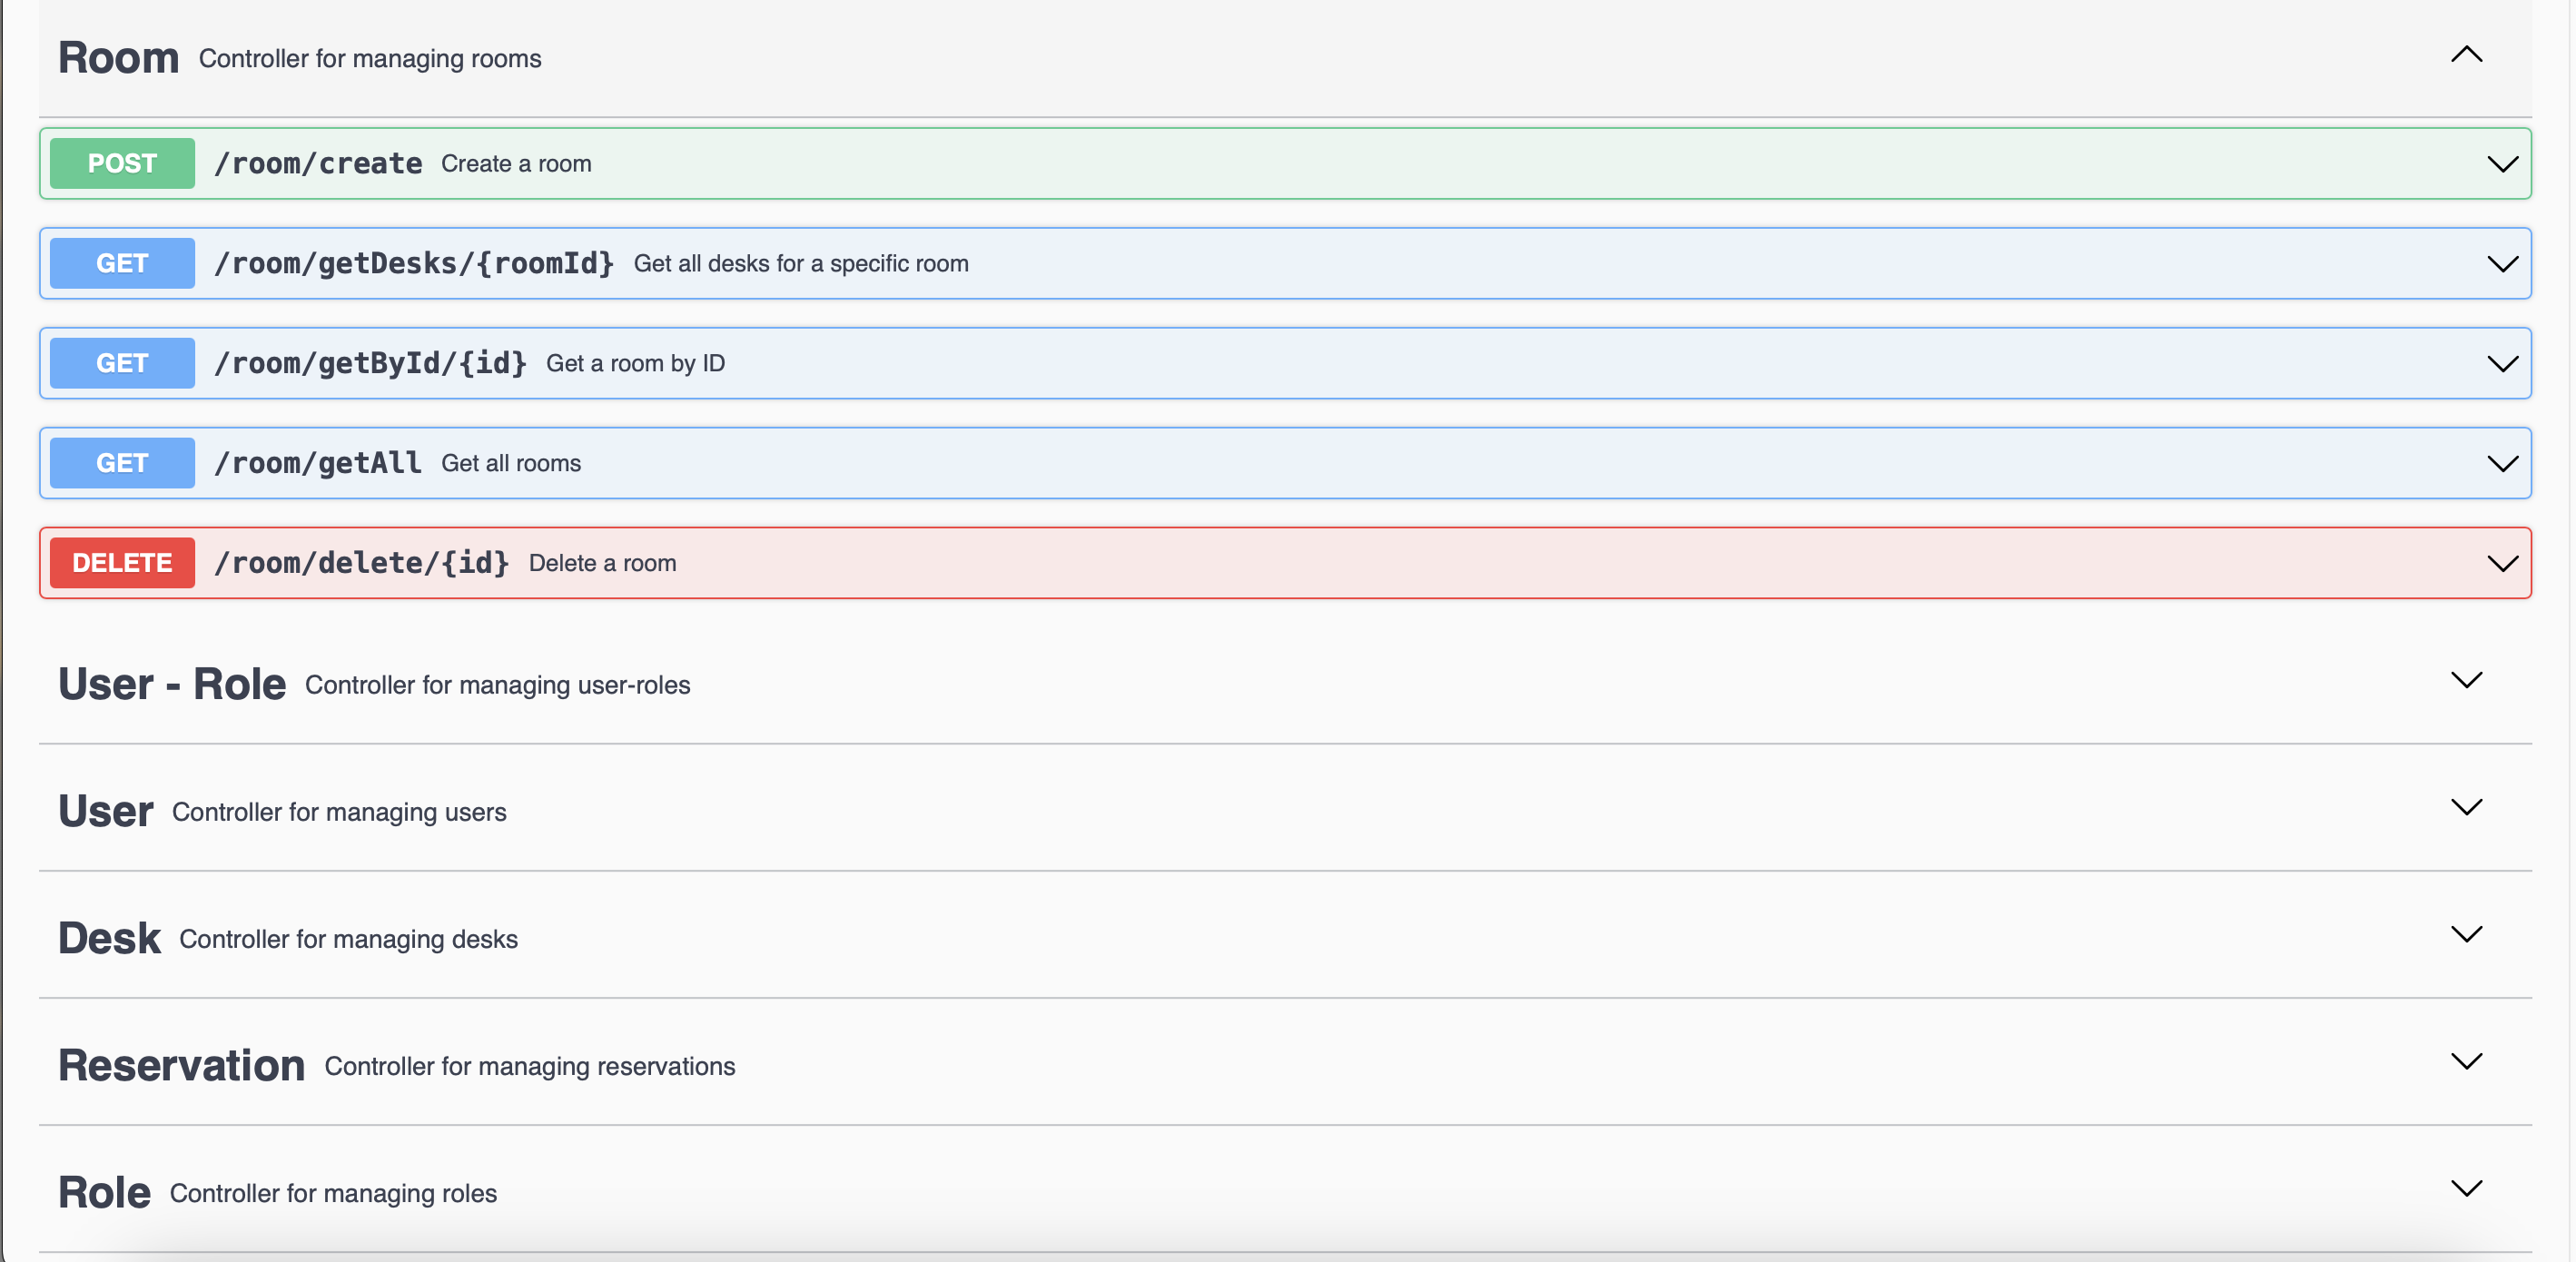 Room Controller for managing rooms
POST /room/create Create a room
GET /room/getDesks/{roomId} Get all desks for a specific room
GET /room/getById/{id} Get a room by ID
GET /room/getAll Get all rooms
DELETE /room/delete/{id} Delete a room
User - Role Controller for managing user-roles
User Controller for managing users
Desk Controller for managing desks
Reservation Controller for managing reservations
Role Controller for managing roles